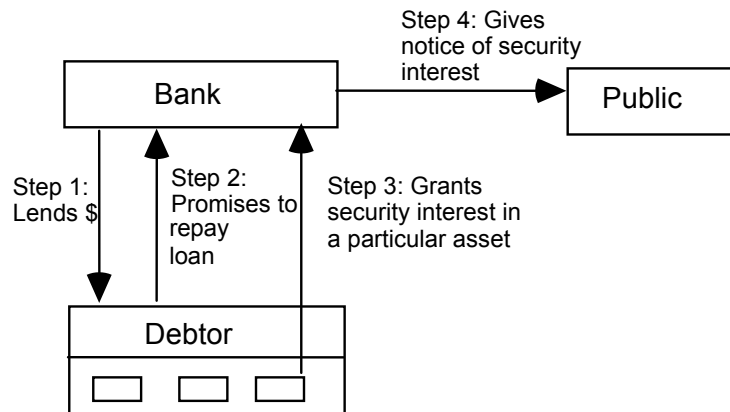 Step 4: Gives
notice of security
interest
Bank
Public
Step 1:
Lends $
Step 2:
Promises to
repay
loan
Step 3: Grants
security interest in
a particular asset
Debtor